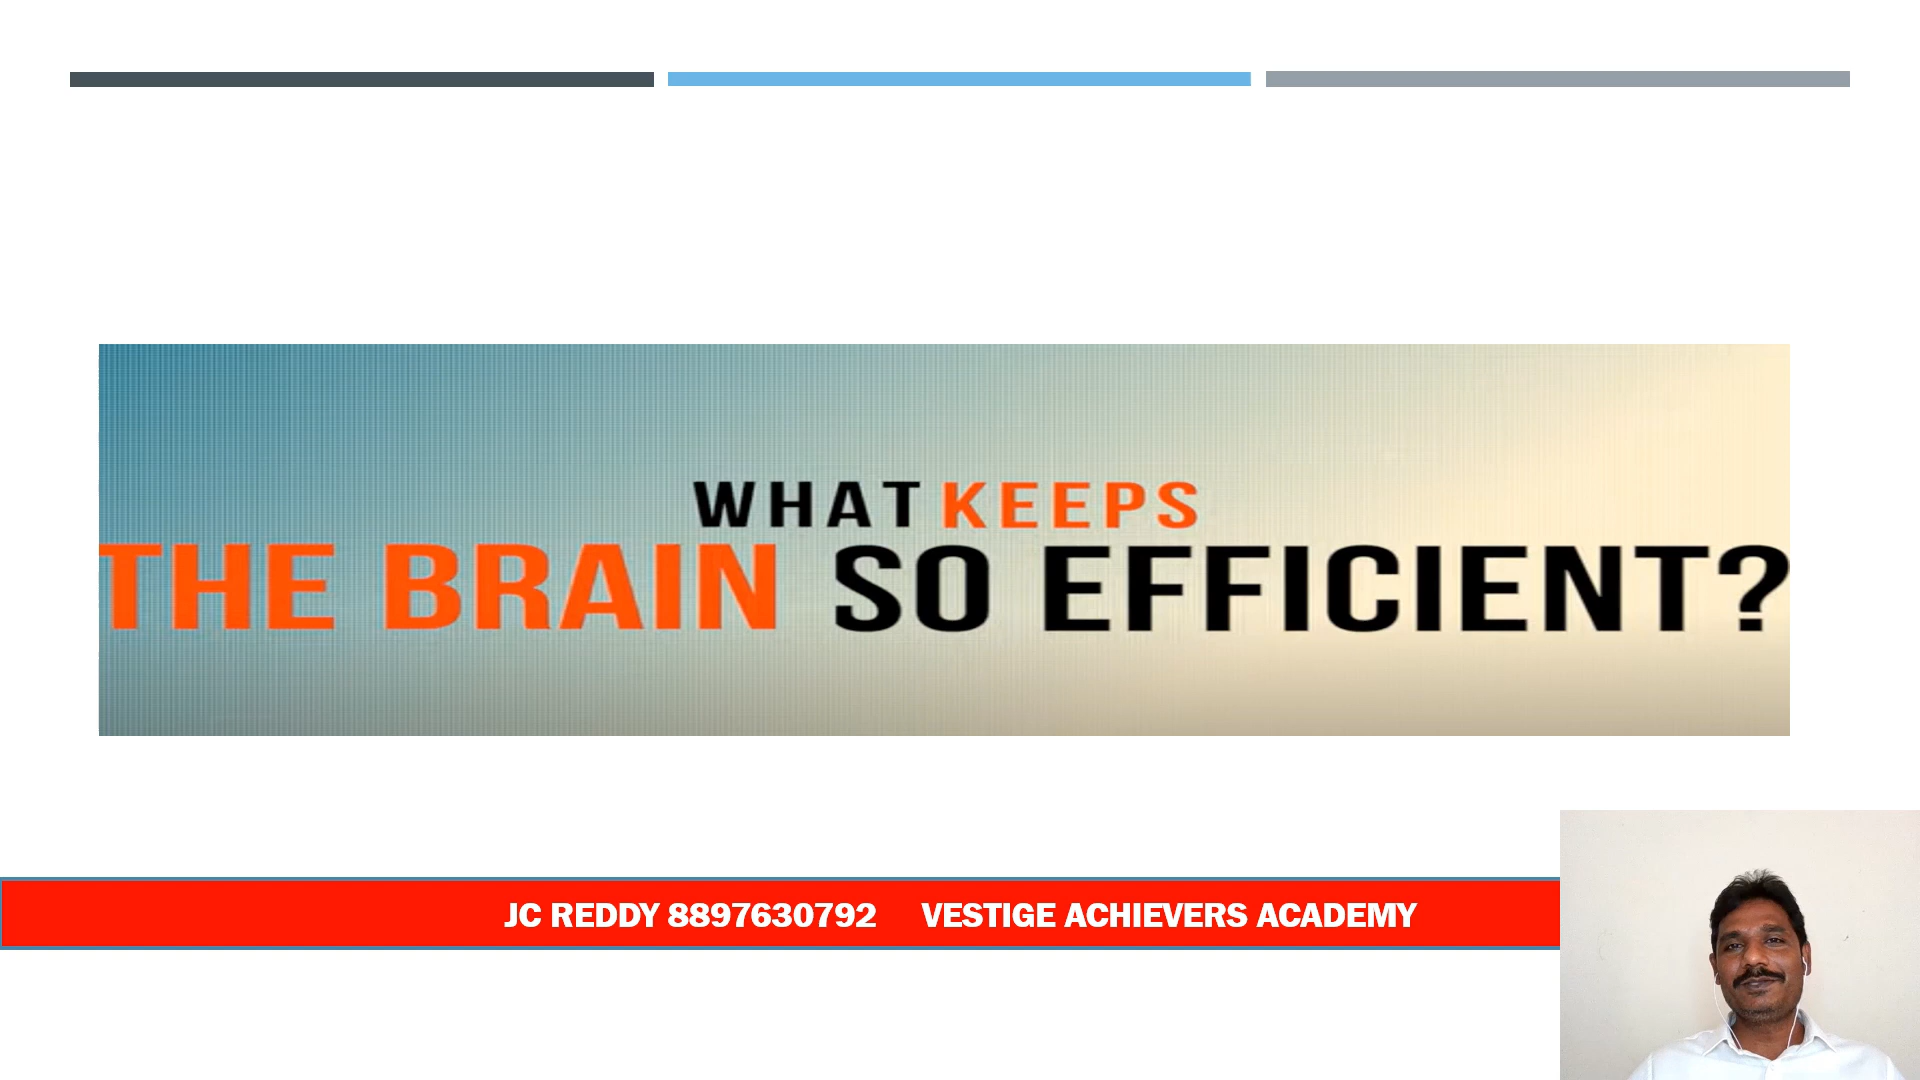 WHAT KEEPS
THE BRAIN SO EFFICIENT?
JC REDDY 8897630792 VESTIGE ACHIEVERS ACADEMY